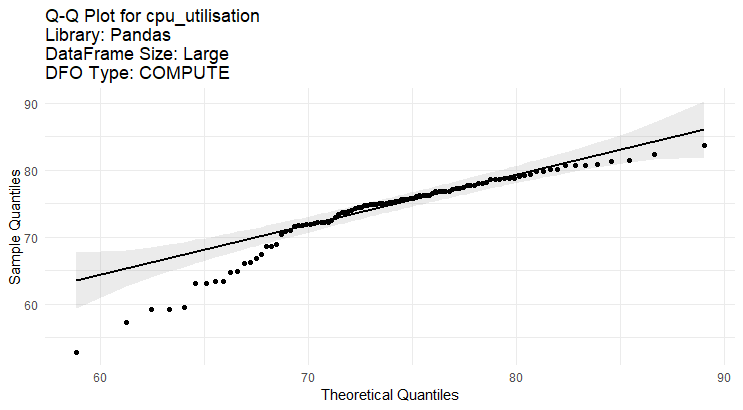 Q-Q Plot for cpu_utilisation
Library: Pandas
DataFrame Size: Large
DFO Type: COMPUTE
90
80
70
60
Sample Quantiles
60 70 80 90
Theoretical Quantiles